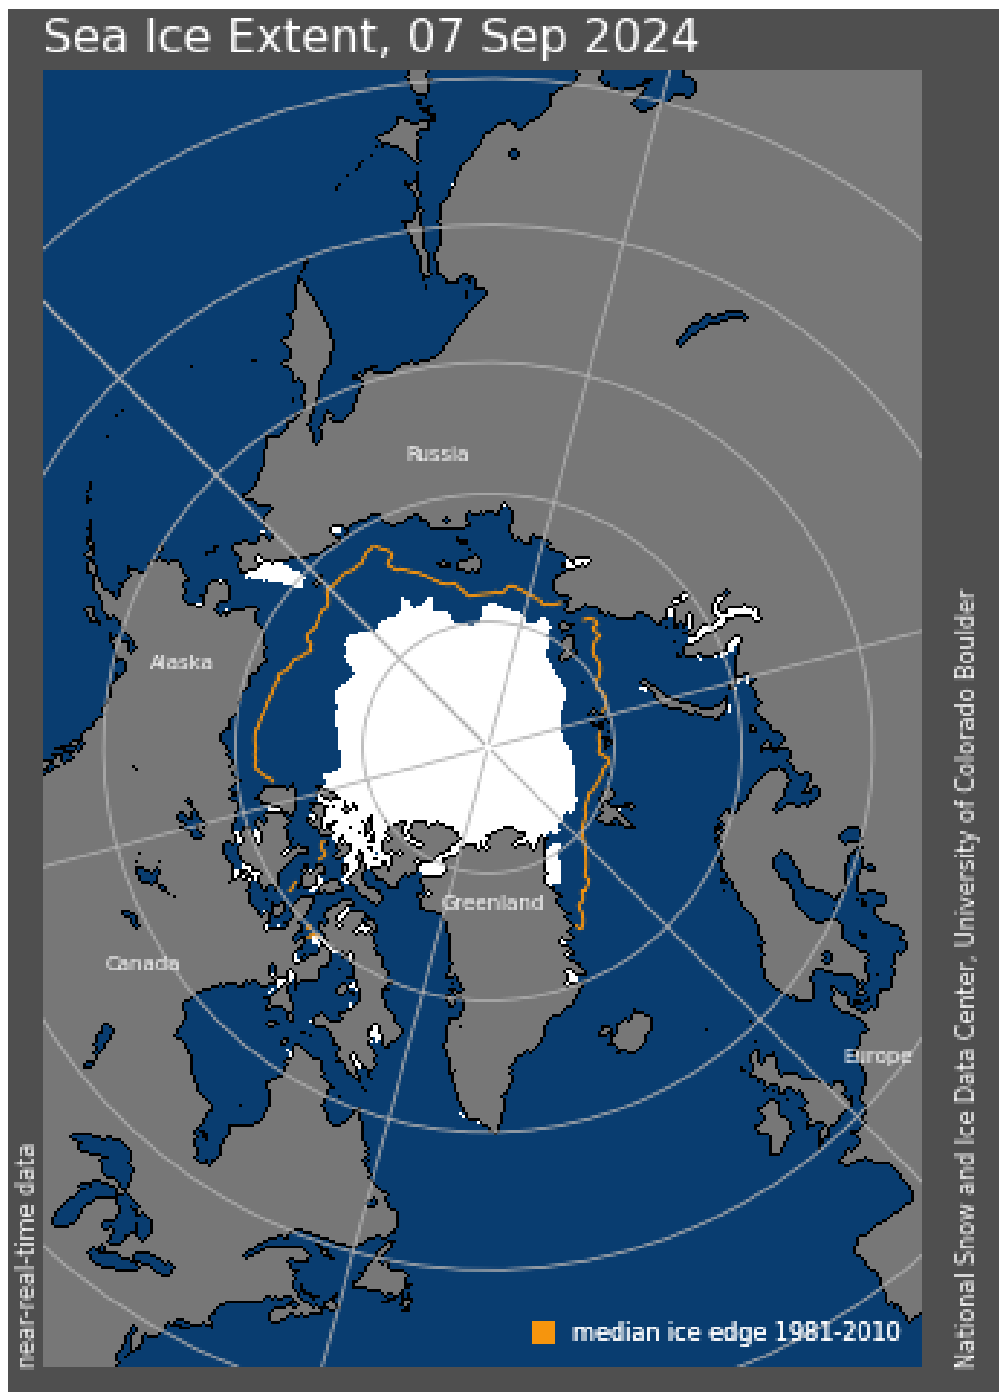 Sea Ice Extent, 07 Sep 2024
Russia
Alaska
Greenland
Canada
Europe
median ice edge 1981-2010
near-real-time data
National Snow and Ice Data Center, University of Colorado Boulder